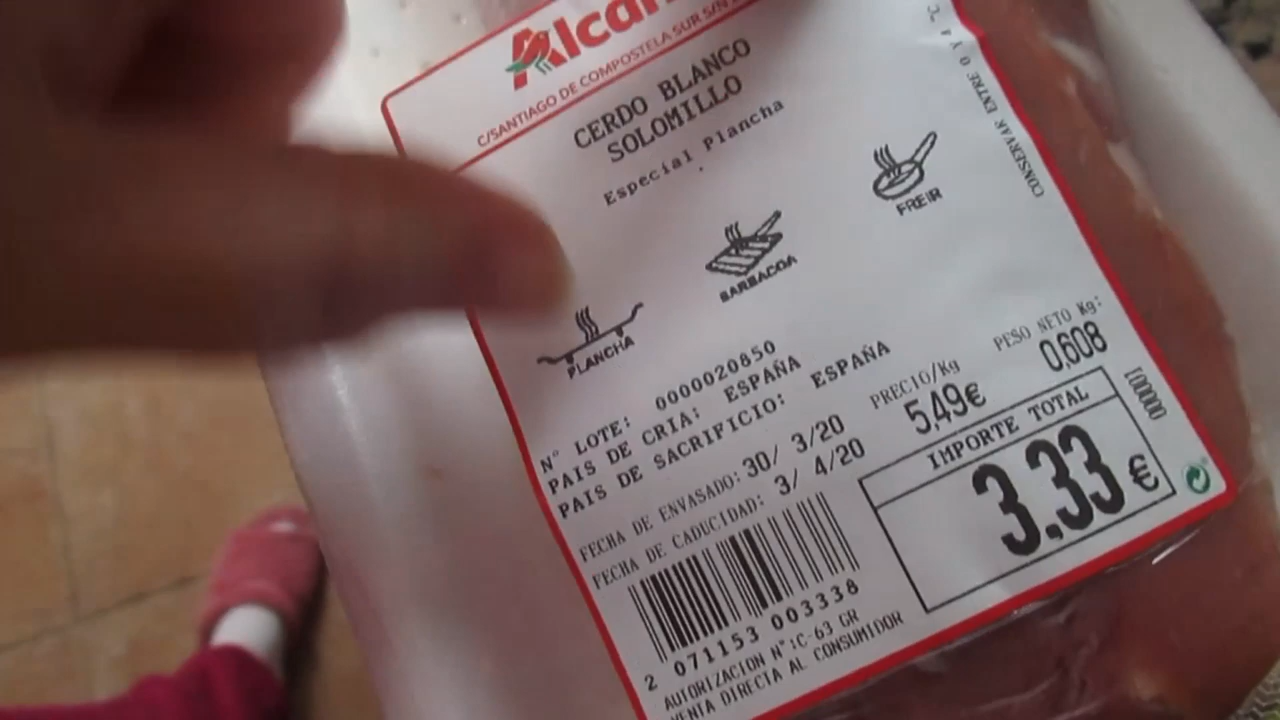 Alcam
C/SANTIAGO DE COMPOSTELA SUR S/N
CERDO BLANCO
SOLOMILLO
Especial Plancha
CONSERVAR ENTRE 0 Y 4 °C
FREIR
BARBACOA
PLANCHA
N° LOTE: 0000020850
PAIS DE CRIA: ESPAÑA
PAIS DE SACRIFICIO: ESPAÑA
FECHA DE ENVASADO: 30/ 3/20
FECHA DE CADUCIDAD: 3/ 4/20
PRECIO/Kg
5,49€
PESO NETO Kg:
0,608
IMPORTE TOTAL
3,33 €
100000
2 071153 003338
AUTORIZACION N°:C-63 GR
VENTA DIRECTA AL CONSUMIDOR